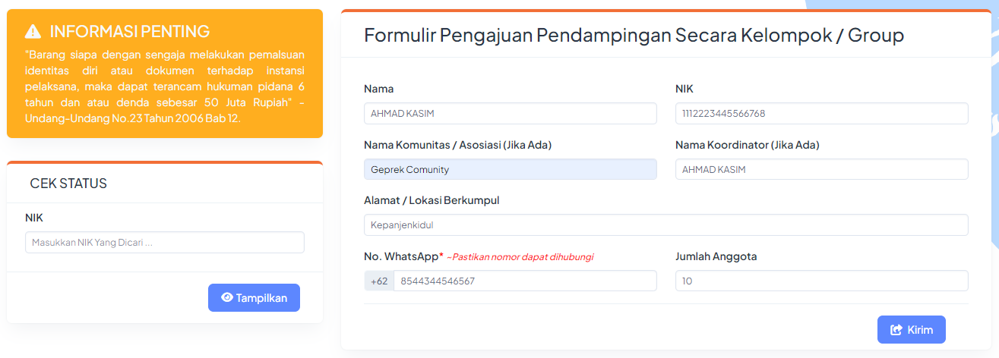 INFORMASI PENTING
"Barang siapa dengan sengaja melakukan pemalsuan
identitas diri atau dokumen terhadap instansi
pelaksana, maka dapat terancam hukuman pidana 6
tahun dan atau denda sebesar 50 Juta Rupiah" -
Undang-Undang No.23 Tahun 2006 Bab 12.
CEK STATUS
NIK
Masukkan NIK Yang Dicari ...
Tampilkan
Formulir Pengajuan Pendampingan Secara Kelompok / Group
Nama
AHMAD KASIM
NIK
1112223445566768
Nama Komunitas / Asosiasi (Jika Ada)
Geprek Comunity
Nama Koordinator (Jika Ada)
AHMAD KASIM
Alamat / Lokasi Berkumpul
Kepanjenkidul
No. WhatsApp* ~Pastikan nomor dapat dihubungi
+62 8544344546567
Jumlah Anggota
10
Kirim